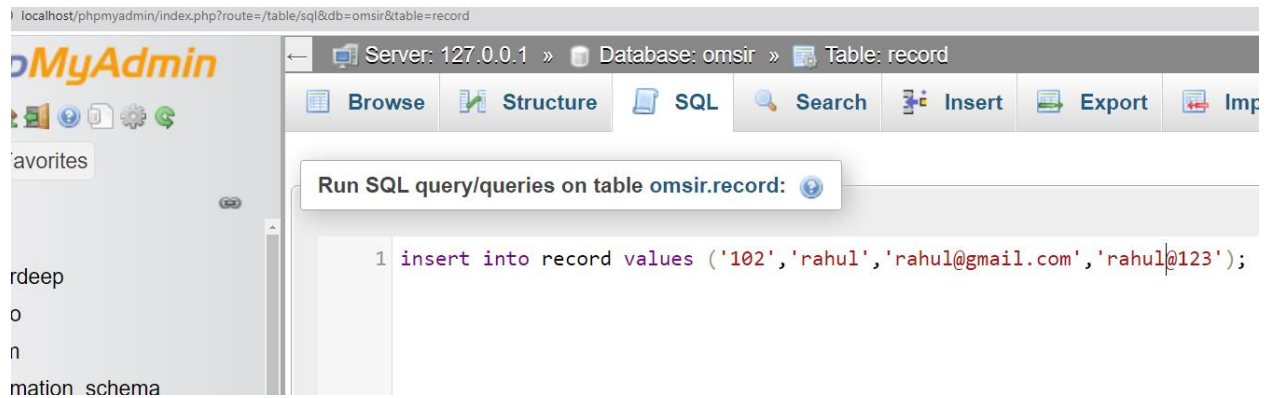 localhost/phpmyadmin/index.php?route=/table/sql&db=omsir&table=record
pMyAdmin
Server: 127.0.0.1 » Database: omsir » Table: record
Browse Structure SQL Search Insert Export Imp
avorites
Run SQL query/queries on table omsir.record:
1 insert into record values ('102','rahul','rahul@gmail.com','rahul@123');
rdeep
o
mation_schema